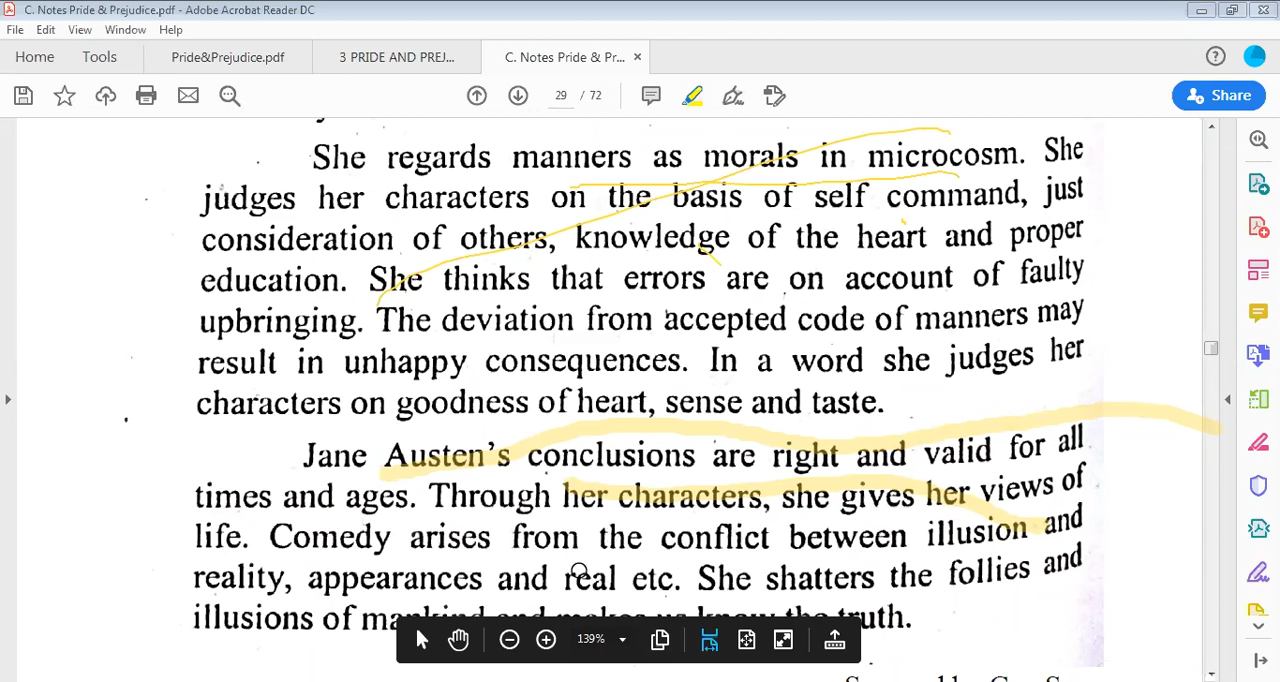 C. Notes Pride & Prejudice.pdf - Adobe Acrobat Reader DC
File Edit View Window Help
Home Tools Pride&Prejudice.pdf 3 PRIDE AND PREJ... C. Notes Pride & Pr... ×
29 / 72 Share
She regards manners as morals in microcosm. She
judges her characters on the basis of self command, just
consideration of others, knowledge of the heart and proper
education. She thinks that errors are on account of faulty
upbringing. The deviation from accepted code of manners may
result in unhappy consequences. In a word she judges her
characters on goodness of heart, sense and taste.
Jane Austen's conclusions are right and valid for all
times and ages. Through her characters, she gives her views of
life. Comedy arises from the conflict between illusion and
reality, appearances and real etc. She shatters the follies and
illusions of mankind and makes us know the truth.
139%